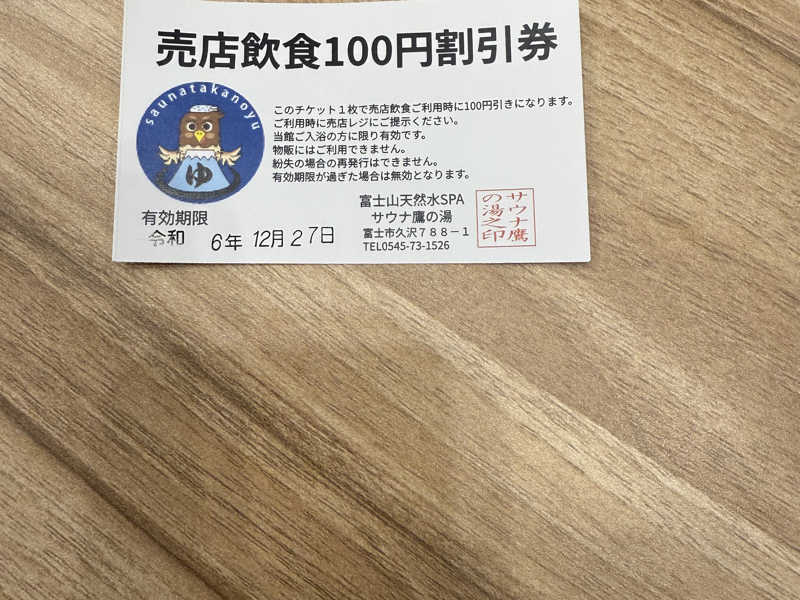 売店飲食100円割引券
saunatakanoyu
ゆ
このチケット１枚で売店飲食ご利用時に100円引きになります。
ご利用時に売店レジにご提示ください。
当館ご入浴の方に限り有効です。
物販にはご利用できません。
紛失の場合の再発行はできません。
有効期限が過ぎた場合は無効となります。
有効期限
令和 6年 12月 27日
富士山天然水SPA
サウナ鷹の湯
富士市久沢７８８－１
TEL0545-73-1526
サウナ鷹
の湯之印